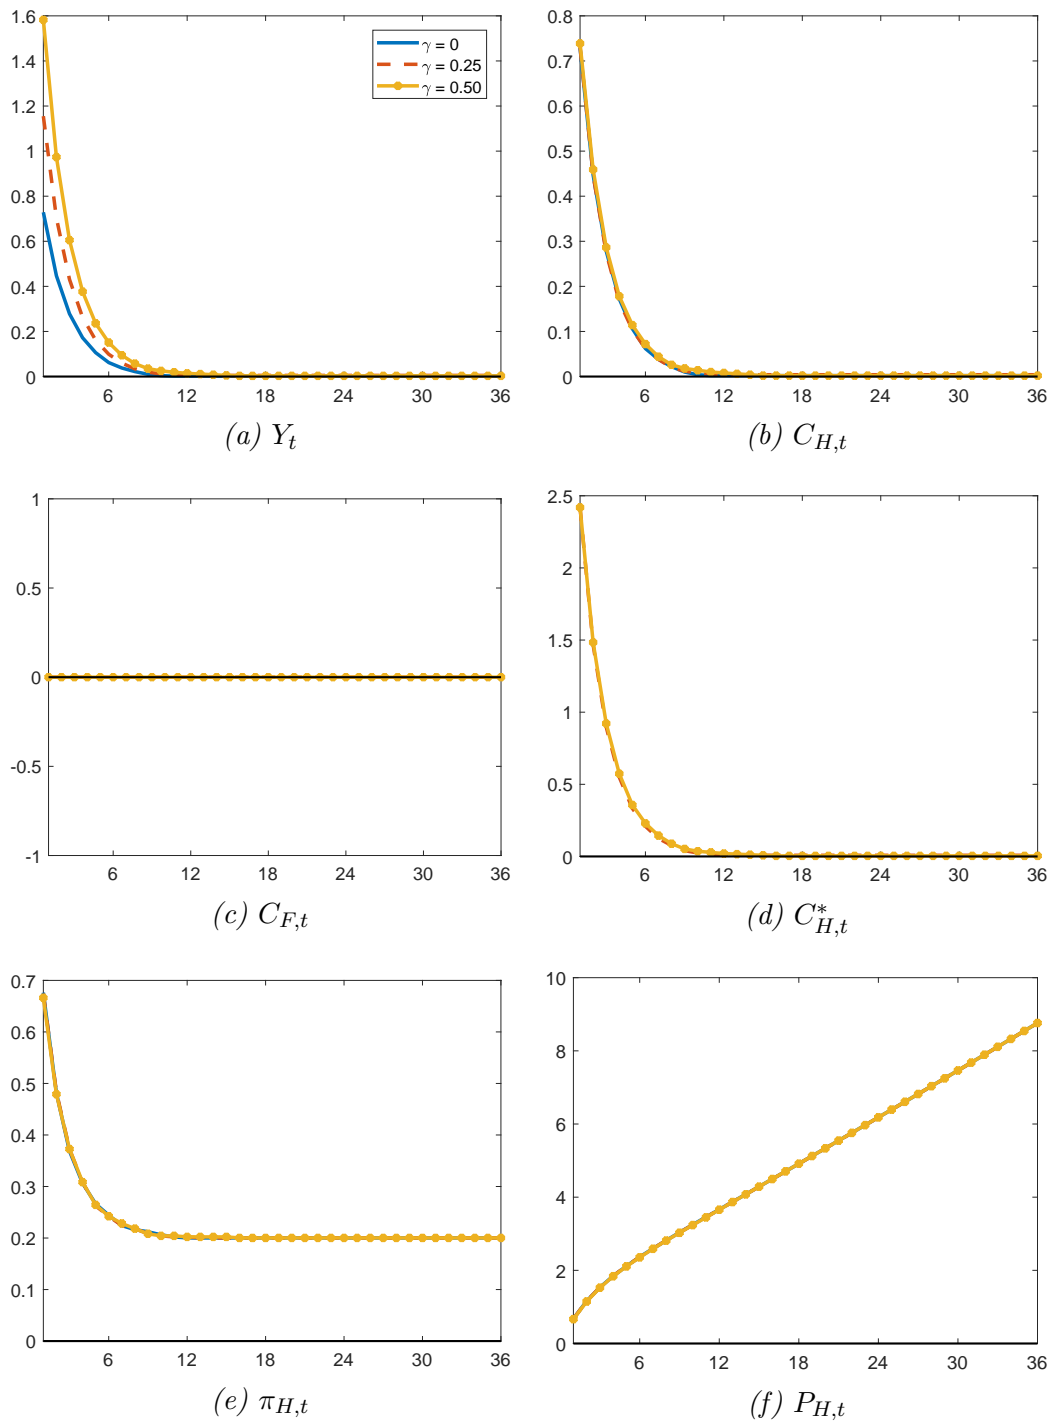 1.6
1.4
1.2
1
0.8
0.6
0.4
0.2
0
6 12 18 24 30 36
γ = 0
γ = 0.25
γ = 0.50
(a) Y_t
0.8
0.7
0.6
0.5
0.4
0.3
0.2
0.1
0
6 12 18 24 30 36
(b) C_{H,t}
1
0.5
0
-0.5
-1
6 12 18 24 30 36
(c) C_{F,t}
2.5
2
1.5
1
0.5
0
6 12 18 24 30 36
(d) C^*_{H,t}
0.7
0.6
0.5
0.4
0.3
0.2
0.1
0
6 12 18 24 30 36
(e) π_{H,t}
10
8
6
4
2
0
6 12 18 24 30 36
(f) P_{H,t}